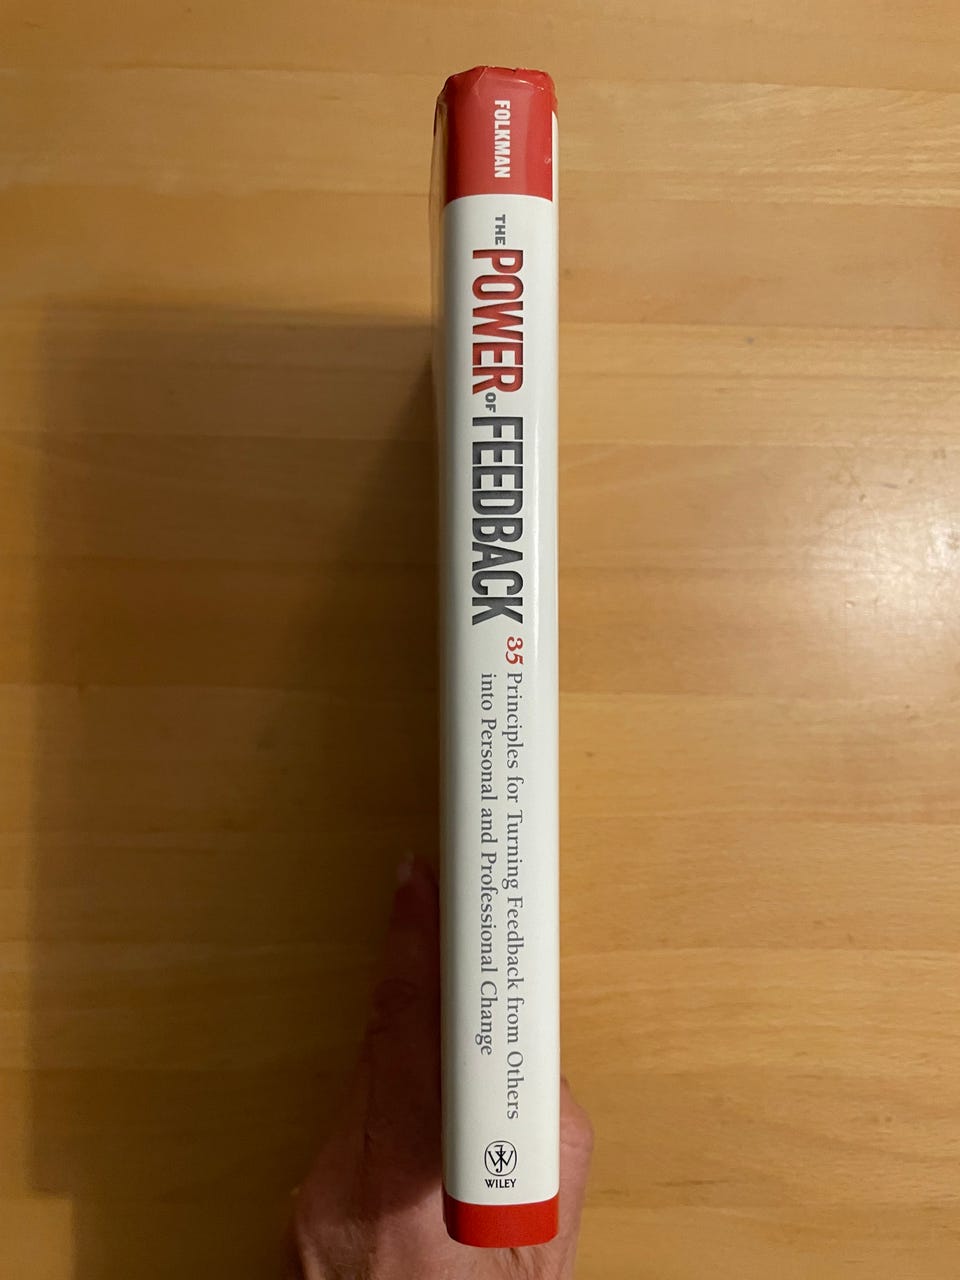 FOLKMAN
THE POWER OF FEEDBACK
35 Principles for Turning Feedback from Others
into Personal and Professional Change
WILEY